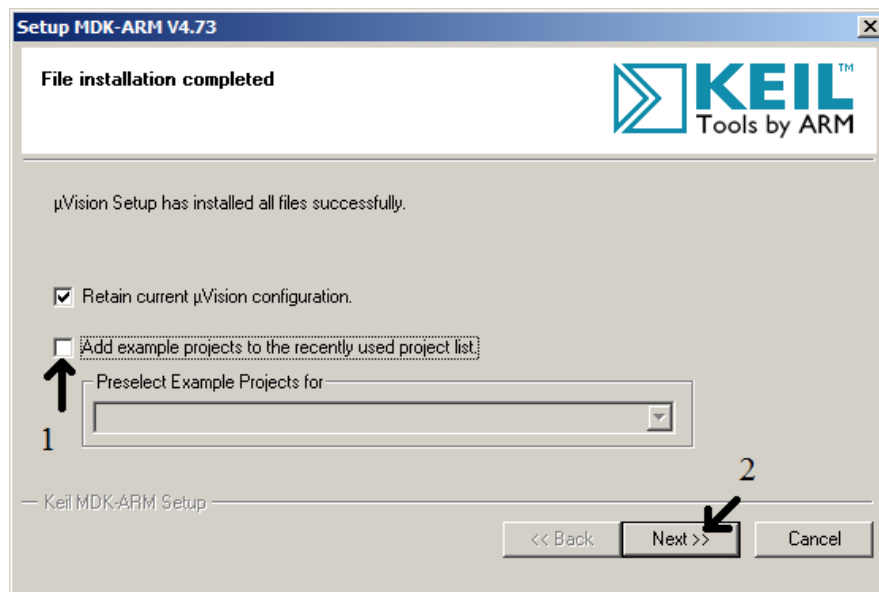 Setup MDK-ARM V4.73
File installation completed
KEIL™
Tools by ARM
µVision Setup has installed all files successfully.
Retain current µVision configuration.
Add example projects to the recently used project list.
Preselect Example Projects for
1
2
Keil MDK-ARM Setup
<< Back
Next >>
Cancel